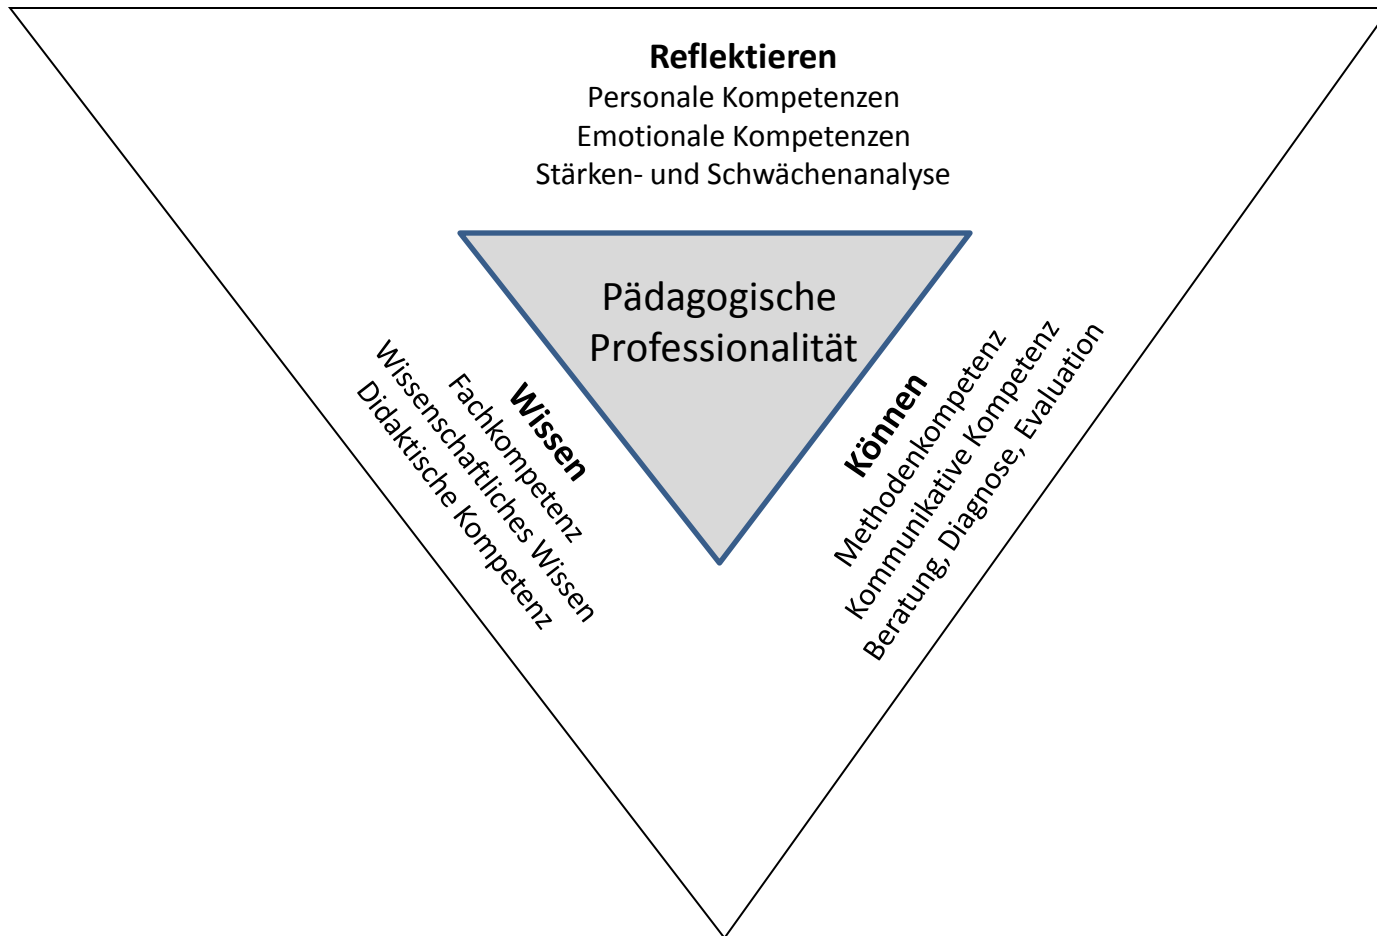 Reflektieren
Personale Kompetenzen
Emotionale Kompetenzen
Stärken- und Schwächenanalyse
Pädagogische
Professionalität
Wissen
Fachkompetenz
Wissenschaftliches Wissen
Didaktische Kompetenz
Können
Methodenkompetenz
Kommunikative Kompetenz
Beratung, Diagnose, Evaluation